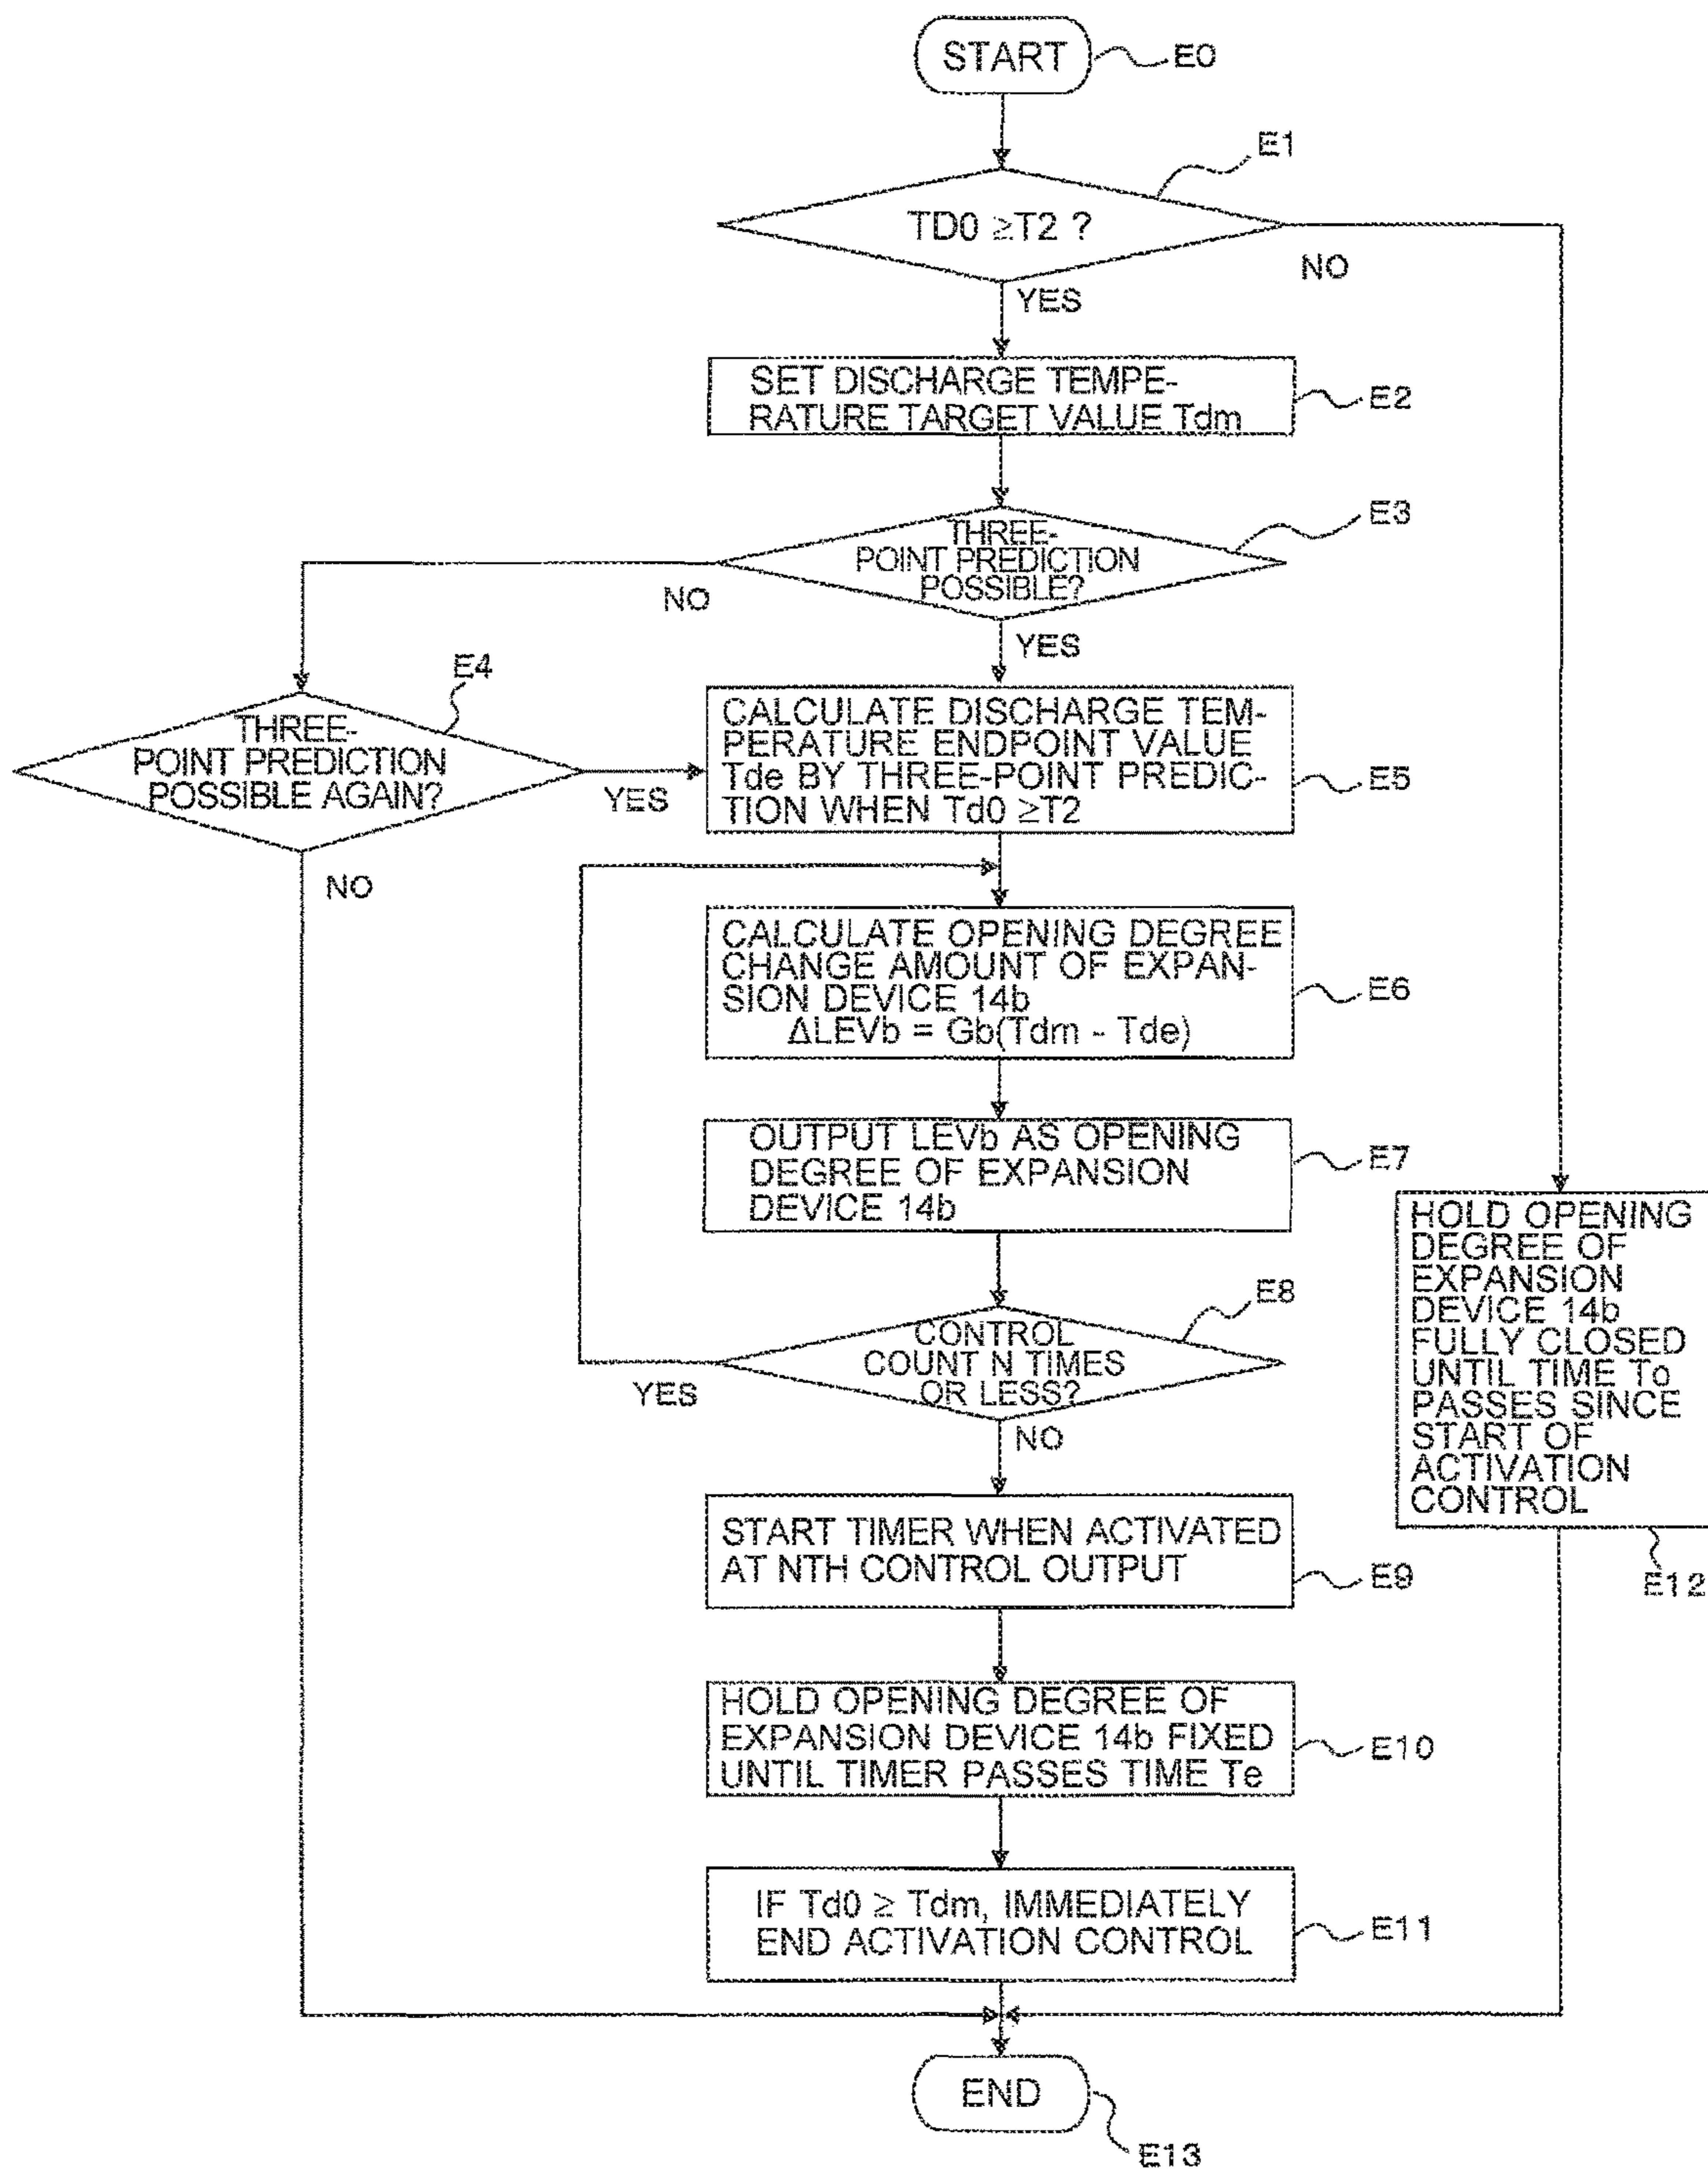 START
E0
E1
TD0 ≥T2 ?
NO
YES
SET DISCHARGE TEMPE-
RATURE TARGET VALUE Tdm
E2
E3
THREE-
POINT PREDICTION
POSSIBLE?
NO
YES
E4
THREE-
POINT PREDICTION
POSSIBLE AGAIN?
YES
NO
CALCULATE DISCHARGE TEM-
PERATURE ENDPOINT VALUE
Tde BY THREE-POINT PREDIC-
TION WHEN Td0 ≥T2
E5
CALCULATE OPENING DEGREE
CHANGE AMOUNT OF EXPAN-
SION DEVICE 14b
ΔLEVb = Gb(Tdm - Tde)
E6
OUTPUT LEVb AS OPENING
DEGREE OF EXPANSION
DEVICE 14b
E7
E8
CONTROL
COUNT N TIMES
OR LESS?
YES
NO
START TIMER WHEN ACTIVATED
AT NTH CONTROL OUTPUT
E9
HOLD OPENING DEGREE OF
EXPANSION DEVICE 14b FIXED
UNTIL TIMER PASSES TIME Te
E10
IF Td0 ≥ Tdm, IMMEDIATELY
END ACTIVATION CONTROL
E11
HOLD OPENING
DEGREE OF
EXPANSION
DEVICE 14b
FULLY CLOSED
UNTIL TIME To
PASSES SINCE
START OF
ACTIVATION
CONTROL
E12
END
E13